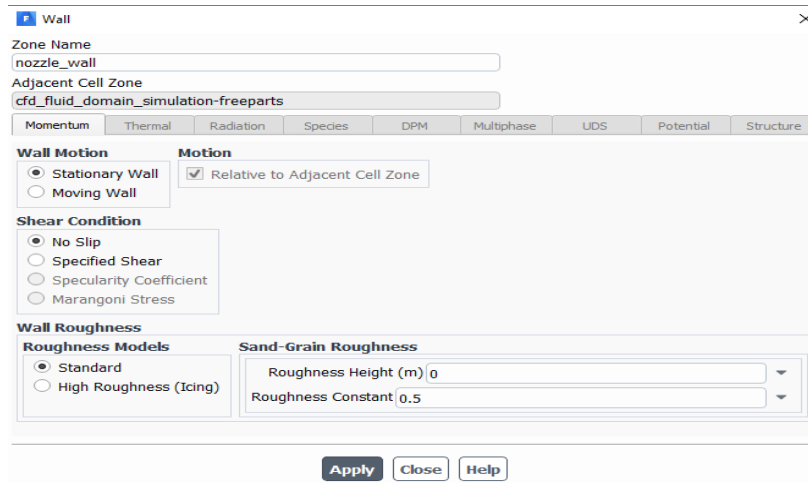 Wall
Zone Name
nozzle_wall
Adjacent Cell Zone
cfd_fluid_domain_simulation-freeparts
Momentum Thermal Radiation Species DPM Multiphase UDS Potential Structure
Wall Motion Motion
Stationary Wall Relative to Adjacent Cell Zone
Moving Wall
Shear Condition
No Slip
Specified Shear
Specularity Coefficient
Marangoni Stress
Wall Roughness
Roughness Models Sand-Grain Roughness
Standard Roughness Height (m) 0
High Roughness (Icing) Roughness Constant 0.5
Apply Close Help